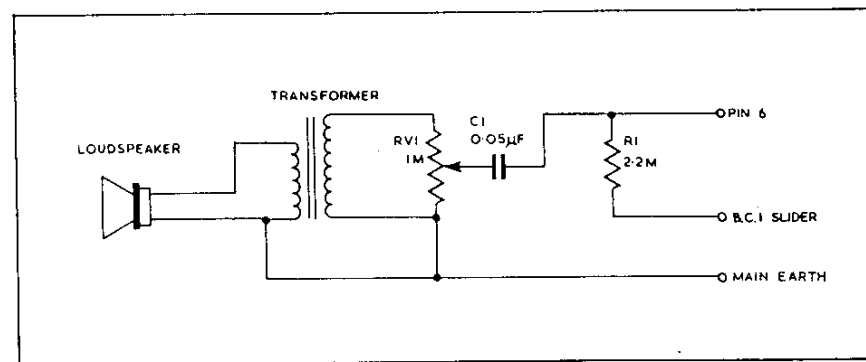 TRANSFORMER
LOUDSPEAKER
RV1
1M
C1
0·05µF
PIN 6
R1
2·2M
B.C.1 SLIDER
MAIN EARTH